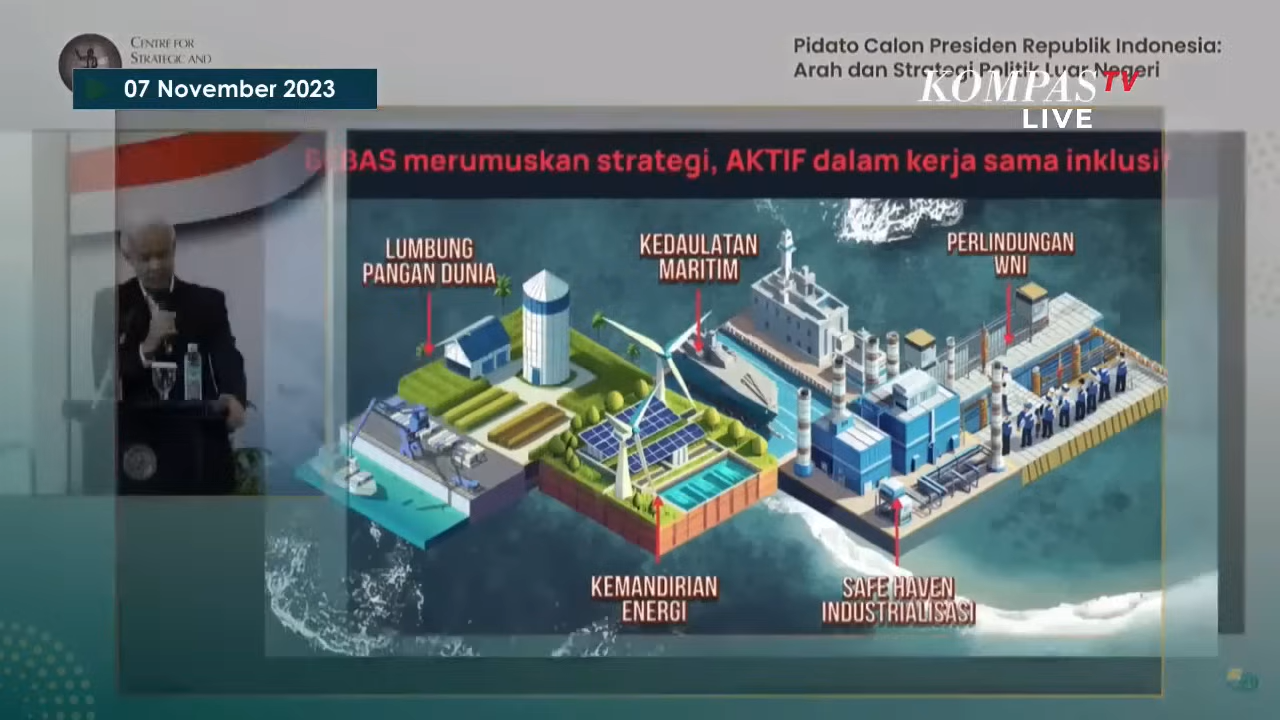 CENTRE FOR
STRATEGIC AND
07 November 2023
Pidato Calon Presiden Republik Indonesia:
Arah dan Strategi Politik Luar Negeri
KOMPAS TV
LIVE
BEBAS merumuskan strategi, AKTIF dalam kerja sama inklusif
LUMBUNG
PANGAN DUNIA
KEDAULATAN
MARITIM
PERLINDUNGAN
WNI
KEMANDIRIAN
ENERGI
SAFE HAVEN
INDUSTRIALISASI